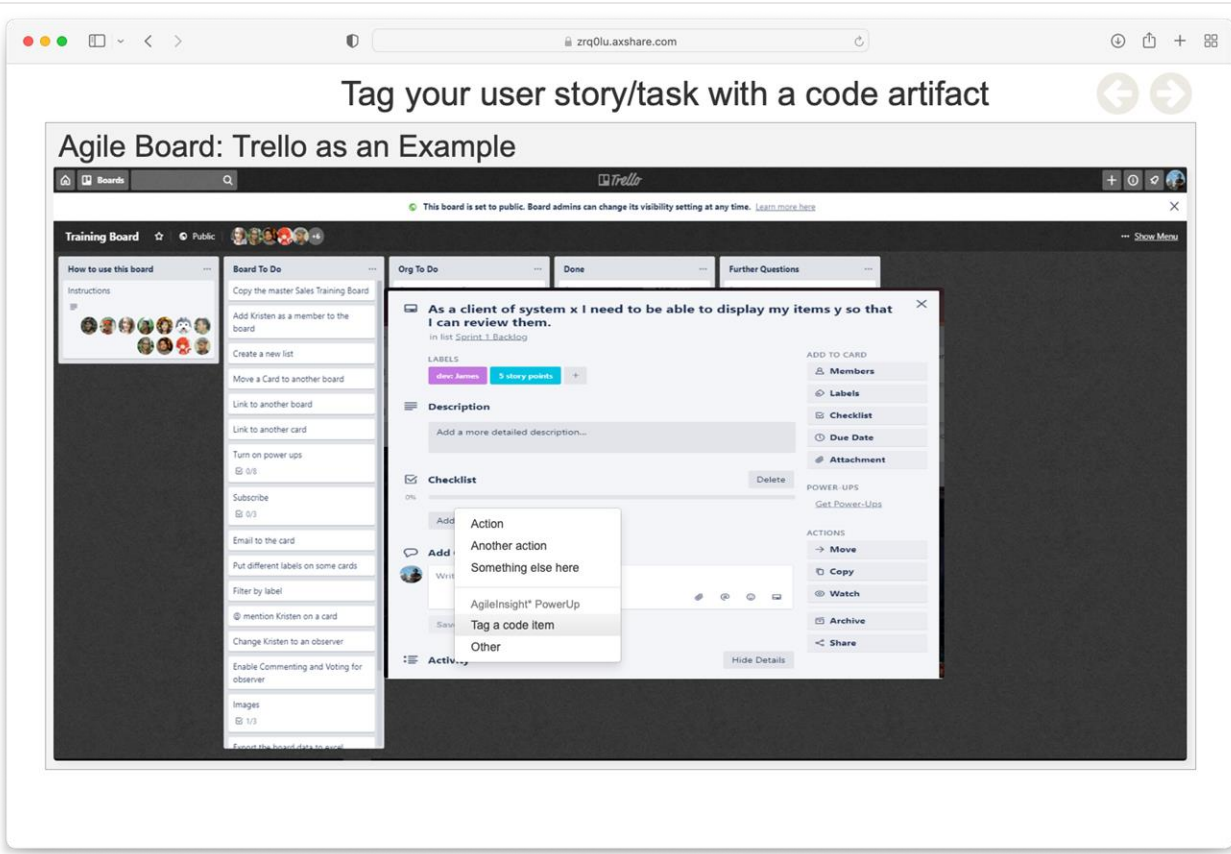 zrq0lu.axshare.com
Tag your user story/task with a code artifact
Agile Board: Trello as an Example
Boards
Trello
This board is set to public. Board admins can change its visibility setting at any time. Learn more here
Training Board
Public
+6
... Show Menu
How to use this board ...
Instructions
Board To Do ...
Copy the master Sales Training Board
Add Kristen as a member to the
board
Create a new list
Move a Card to another board
Link to another board
Link to another card
Turn on power ups
0/8
Subscribe
0/3
Email to the card
Put different labels on some cards
Filter by label
@ mention Kristen on a card
Change Kristen to an observer
Enable Commenting and Voting for
observer
Images
1/3
Export the board data to excel
Org To Do ...
Done ...
Further Questions ...
As a client of system x I need to be able to display my items y so that
I can review them.
in list Sprint 1 Backlog
LABELS
dev: James
5 story points
+
Description
Add a more detailed description...
Checklist
Delete
0%
Add
Add
Activity
Hide Details
Action
Another action
Something else here
AgileInsight* PowerUp
Tag a code item
Other
ADD TO CARD
Members
Labels
Checklist
Due Date
Attachment
POWER-UPS
Get Power-Ups
ACTIONS
Move
Copy
Watch
Archive
Share